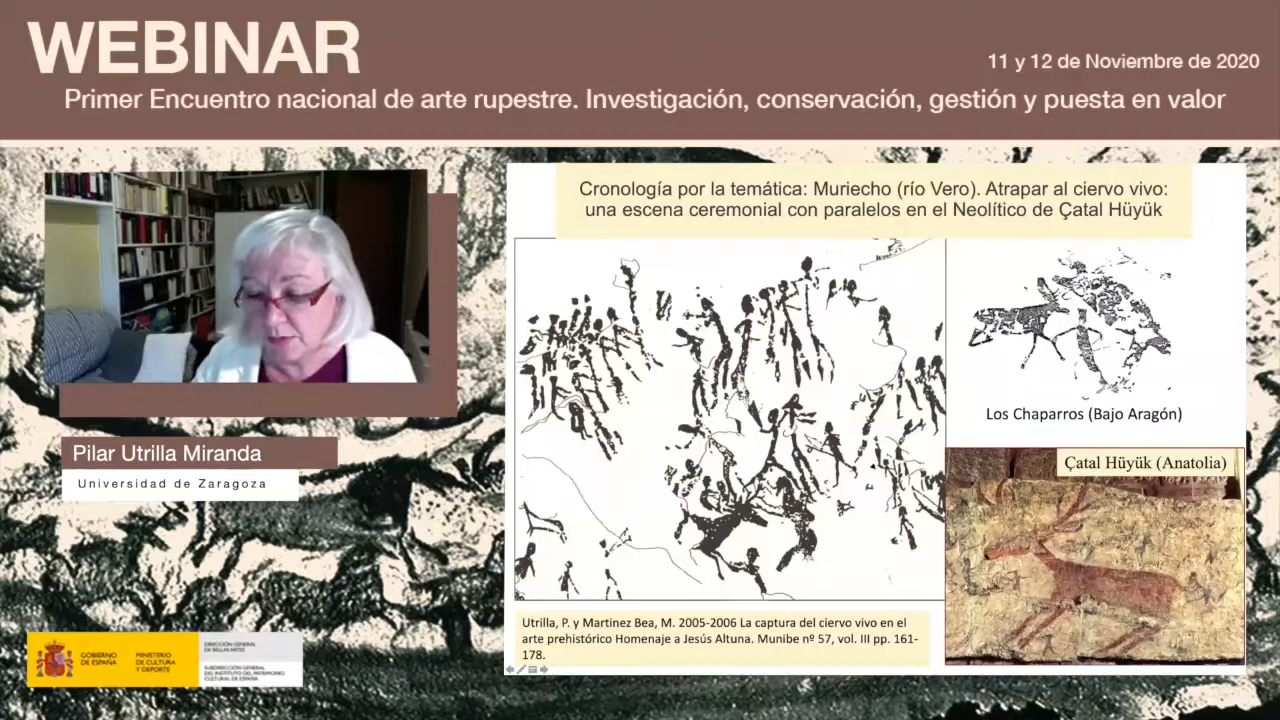 WEBINAR
11 y 12 de Noviembre de 2020
Primer Encuentro nacional de arte rupestre. Investigación, conservación, gestión y puesta en valor
Pilar Utrilla Miranda
Universidad de Zaragoza
Cronología por la temática: Muriecho (río Vero). Atrapar al ciervo vivo:
una escena ceremonial con paralelos en el Neolítico de Çatal Hüyük
Los Chaparros (Bajo Aragón)
Çatal Hüyük (Anatolia)
Utrilla, P. y Martinez Bea, M. 2005-2006 La captura del ciervo vivo en el
arte prehistórico Homenaje a Jesús Altuna. Munibe nº 57, vol. III pp. 161-
178.
GOBIERNO
DE ESPAÑA
MINISTERIO
DE CULTURA
Y DEPORTE
DIRECCIÓN GENERAL
DE BELLAS ARTES
SUBDIRECCIÓN GENERAL
DEL INSTITUTO DEL PATRIMONIO
CULTURAL DE ESPAÑA